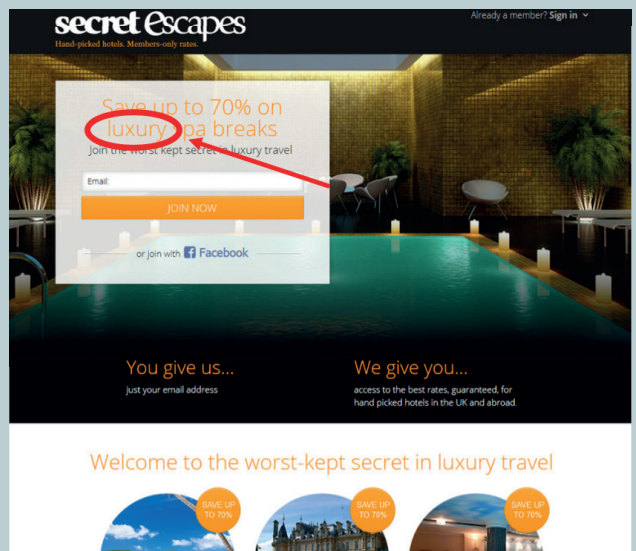 secret escapes
Already a member? Sign in
Hand-picked hotels. Members-only rates.
Save up to 70% on
luxury spa breaks
Join the worst kept secret in luxury travel
Email:
JOIN NOW
or join with f Facebook
You give us...
just your email address
We give you...
access to the best rates, guaranteed, for
hand picked hotels in the UK and abroad.
Welcome to the worst-kept secret in luxury travel
SAVE UP
TO 70%
SAVE UP
TO 70%
SAVE UP
TO 70%